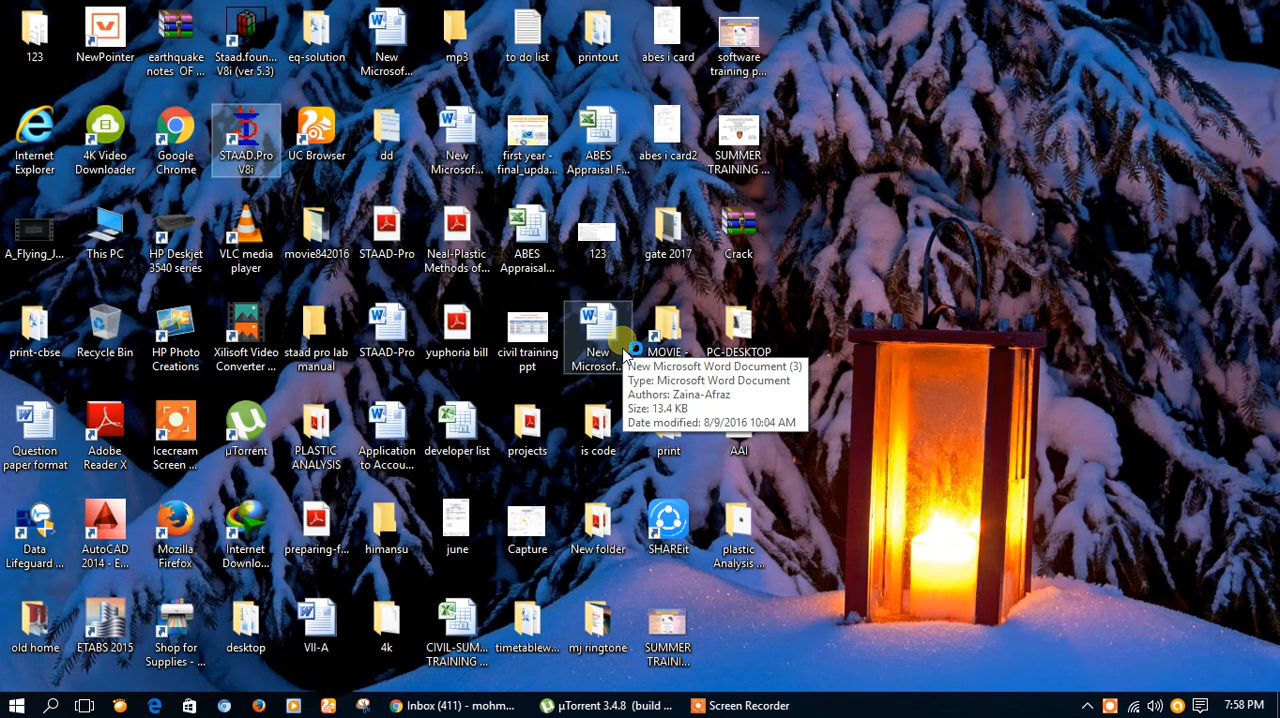 123
NewPointer
earthquake
notes OF ...
Staad.foun...
V8i (ver 5.3)
eq-solution
New
Microsof...
mp3
to do list
printout
abes i card
software
training p...
Internet
Explorer
4K Video
Downloader
Google
Chrome
STAAD.Pro
V8i
UC Browser
dd
New
Microsof...
first year -
final_upda...
ABES
Appraisal F...
abes i card2
SUMMER
TRAINING ...
A_Flying_J...
This PC
HP Deskjet
3540 series
VLC media
player
movie842016
STAAD-Pro
Neal-Plastic
Methods of...
ABES
Appraisal...
123
gate 2017
Crack
print-cbse
Recycle Bin
HP Photo
Creations
Xilisoft Video
Converter ...
staad pro lab
manual
STAAD-Pro
yuphoria bill
civil training
ppt
New
Microsof...
MOVIE -
PC-DESKTOP
New Microsoft Word Document (3)
Type: Microsoft Word Document
Authors: Zaina-Afraz
Size: 13.4 KB
Date modified: 8/9/2016 10:04 AM
Question
paper format
Adobe
Reader X
Icecream
Screen ...
µTorrent
PLASTIC
ANALYSIS
Application
to Accou...
developer list
projects
is code
print
AAI
Data
Lifeguard ...
AutoCAD
2014 - E...
Mozilla
Firefox
Internet
Downlo...
preparing-f...
himansu
june
Capture
New folder
SHAREit
plastic
Analysis ...
old home
ETABS 2015
Shop for
Supplies - ...
desktop
VII-A
4k
CIVIL-SUM...
TRAINING ...
timetablew...
mj ringtone
SUMMER
TRAINI...
Inbox (411) - mohm...
µTorrent 3.4.8 (build ...
Screen Recorder
7:58 PM